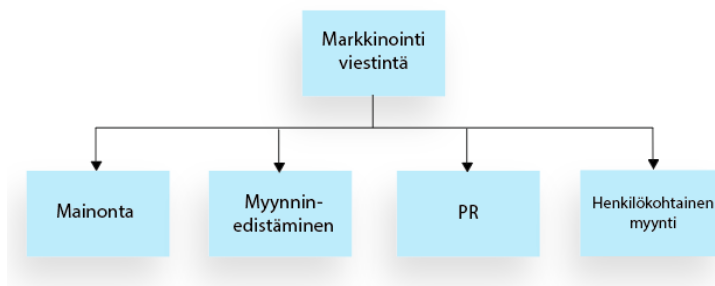 Markkinointi
viestintä
Mainonta
Myynnin-
edistäminen
PR
Henkilökohtainen
myynti